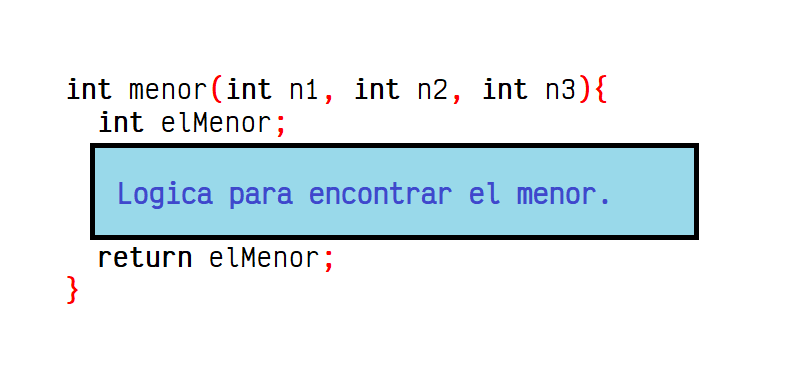 int menor(int n1, int n2, int n3){
int elMenor;
Logica para encontrar el menor.
return elMenor;
}